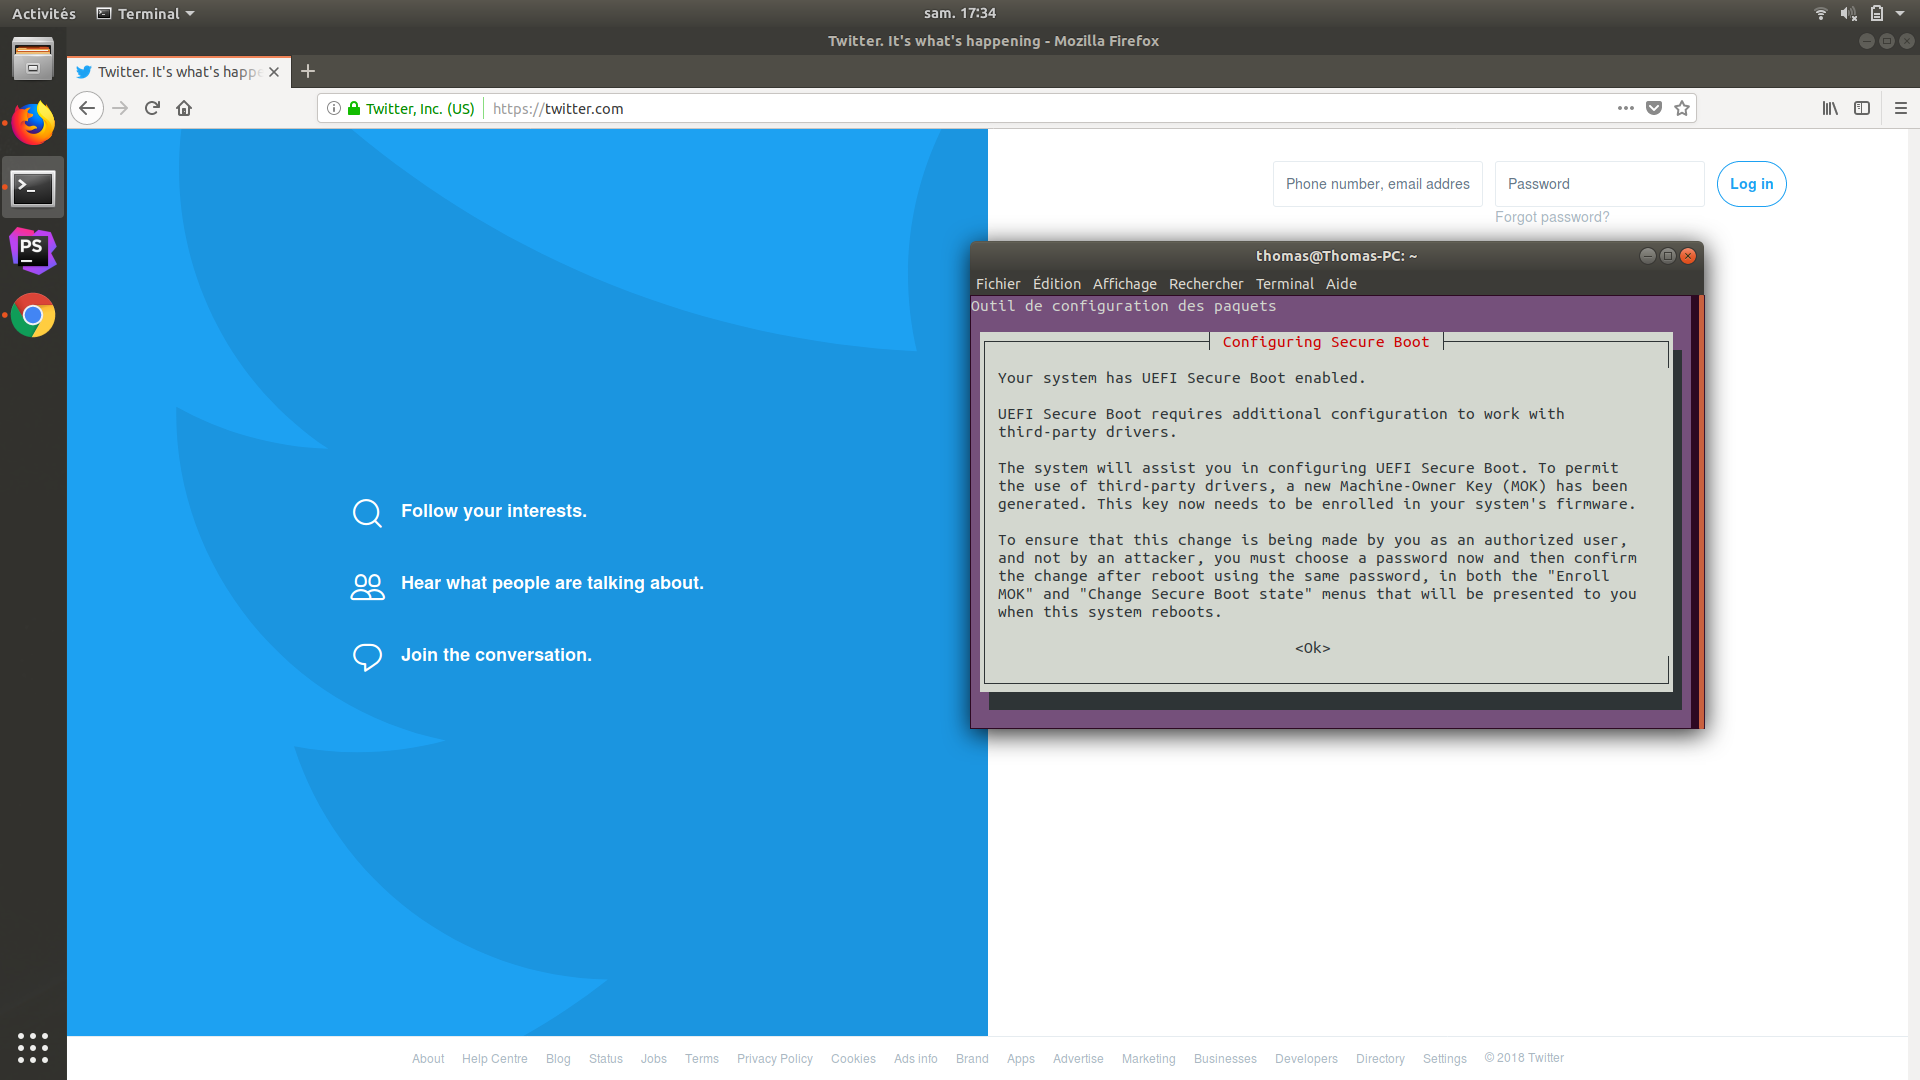 Activités Terminal sam. 17:34
Twitter. It's what's happening - Mozilla Firefox
Twitter. It's what's happe
Twitter, Inc. (US) https://twitter.com
Phone number, email addres Password Log in
Forgot password?
Follow your interests.
Hear what people are talking about.
Join the conversation.
thomas@Thomas-PC: ~
Fichier Édition Affichage Rechercher Terminal Aide
Outil de configuration des paquets
Configuring Secure Boot
Your system has UEFI Secure Boot enabled.
UEFI Secure Boot requires additional configuration to work with
third-party drivers.
The system will assist you in configuring UEFI Secure Boot. To permit
the use of third-party drivers, a new Machine-Owner Key (MOK) has been
generated. This key now needs to be enrolled in your system's firmware.
To ensure that this change is being made by you as an authorized user,
and not by an attacker, you must choose a password now and then confirm
the change after reboot using the same password, in both the "Enroll
MOK" and "Change Secure Boot state" menus that will be presented to you
when this system reboots.
<Ok>
PS
About Help Centre Blog Status Jobs Terms Privacy Policy Cookies Ads info Brand Apps Advertise Marketing Businesses Developers Directory Settings © 2018 Twitter